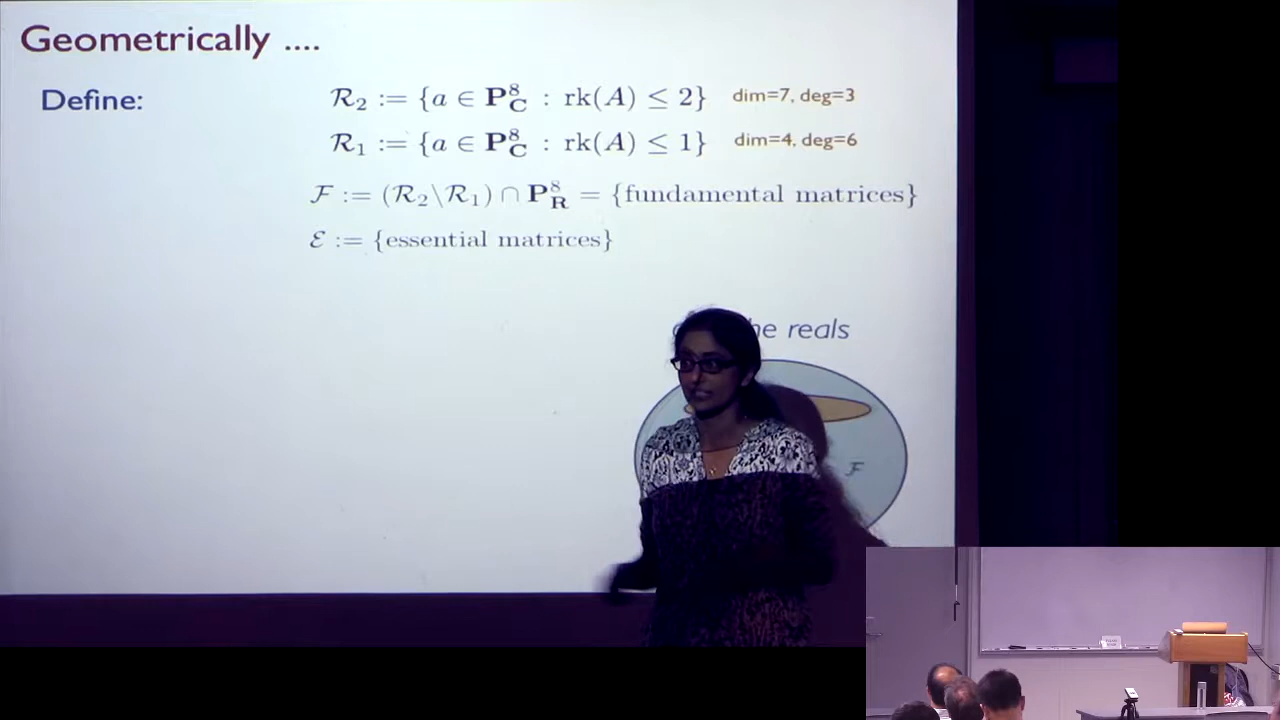 Geometrically ....
Define:
ℛ₂ := {a ∈ 𝐏⁸_𝐂 : rk(A) ≤ 2} dim=7, deg=3
ℛ₁ := {a ∈ 𝐏⁸_𝐂 : rk(A) ≤ 1} dim=4, deg=6
ℱ := (ℛ₂\ℛ₁) ∩ 𝐏⁸_𝐑 = {fundamental matrices}
ℰ := {essential matrices}
reals
ℱ